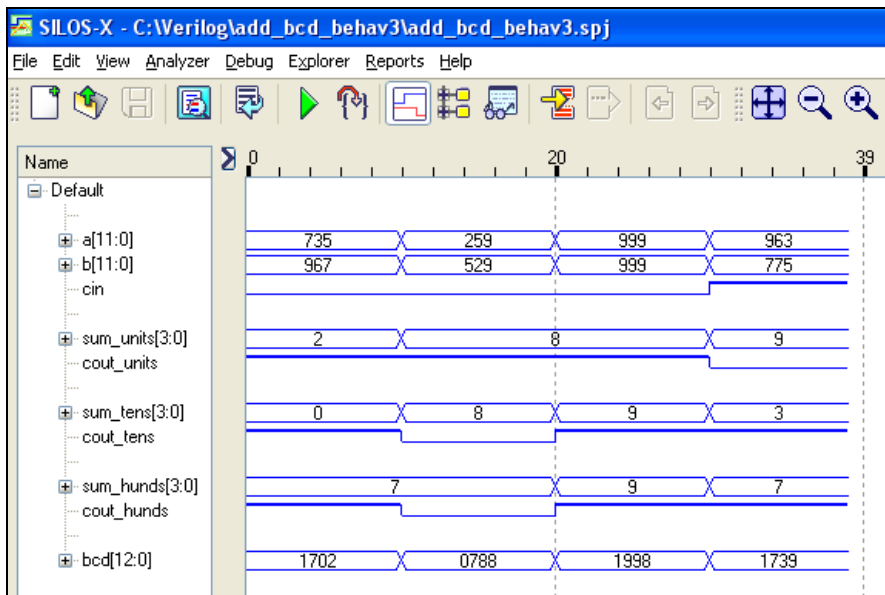 SILOS-X - C:\Verilog\add_bcd_behav3\add_bcd_behav3.spj
File Edit View Analyzer Debug Explorer Reports Help
Name 0 20 39
Default
a[11:0] 735 259 999 963
b[11:0] 967 529 999 775
cin
sum_units[3:0] 2 8 9
cout_units
sum_tens[3:0] 0 8 9 3
cout_tens
sum_hunds[3:0] 7 9 7
cout_hunds
bcd[12:0] 1702 0788 1998 1739